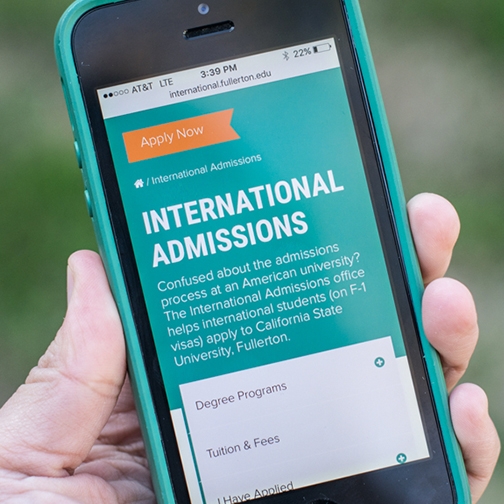 AT&T LTE 3:39 PM 22%
international.fullerton.edu
Apply Now
/ International Admissions
INTERNATIONAL
ADMISSIONS
Confused about the admissions
process at an American university?
The International Admissions office
helps international students (on F-1
visas) apply to California State
University, Fullerton.
Degree Programs
Tuition & Fees
I Have Applied